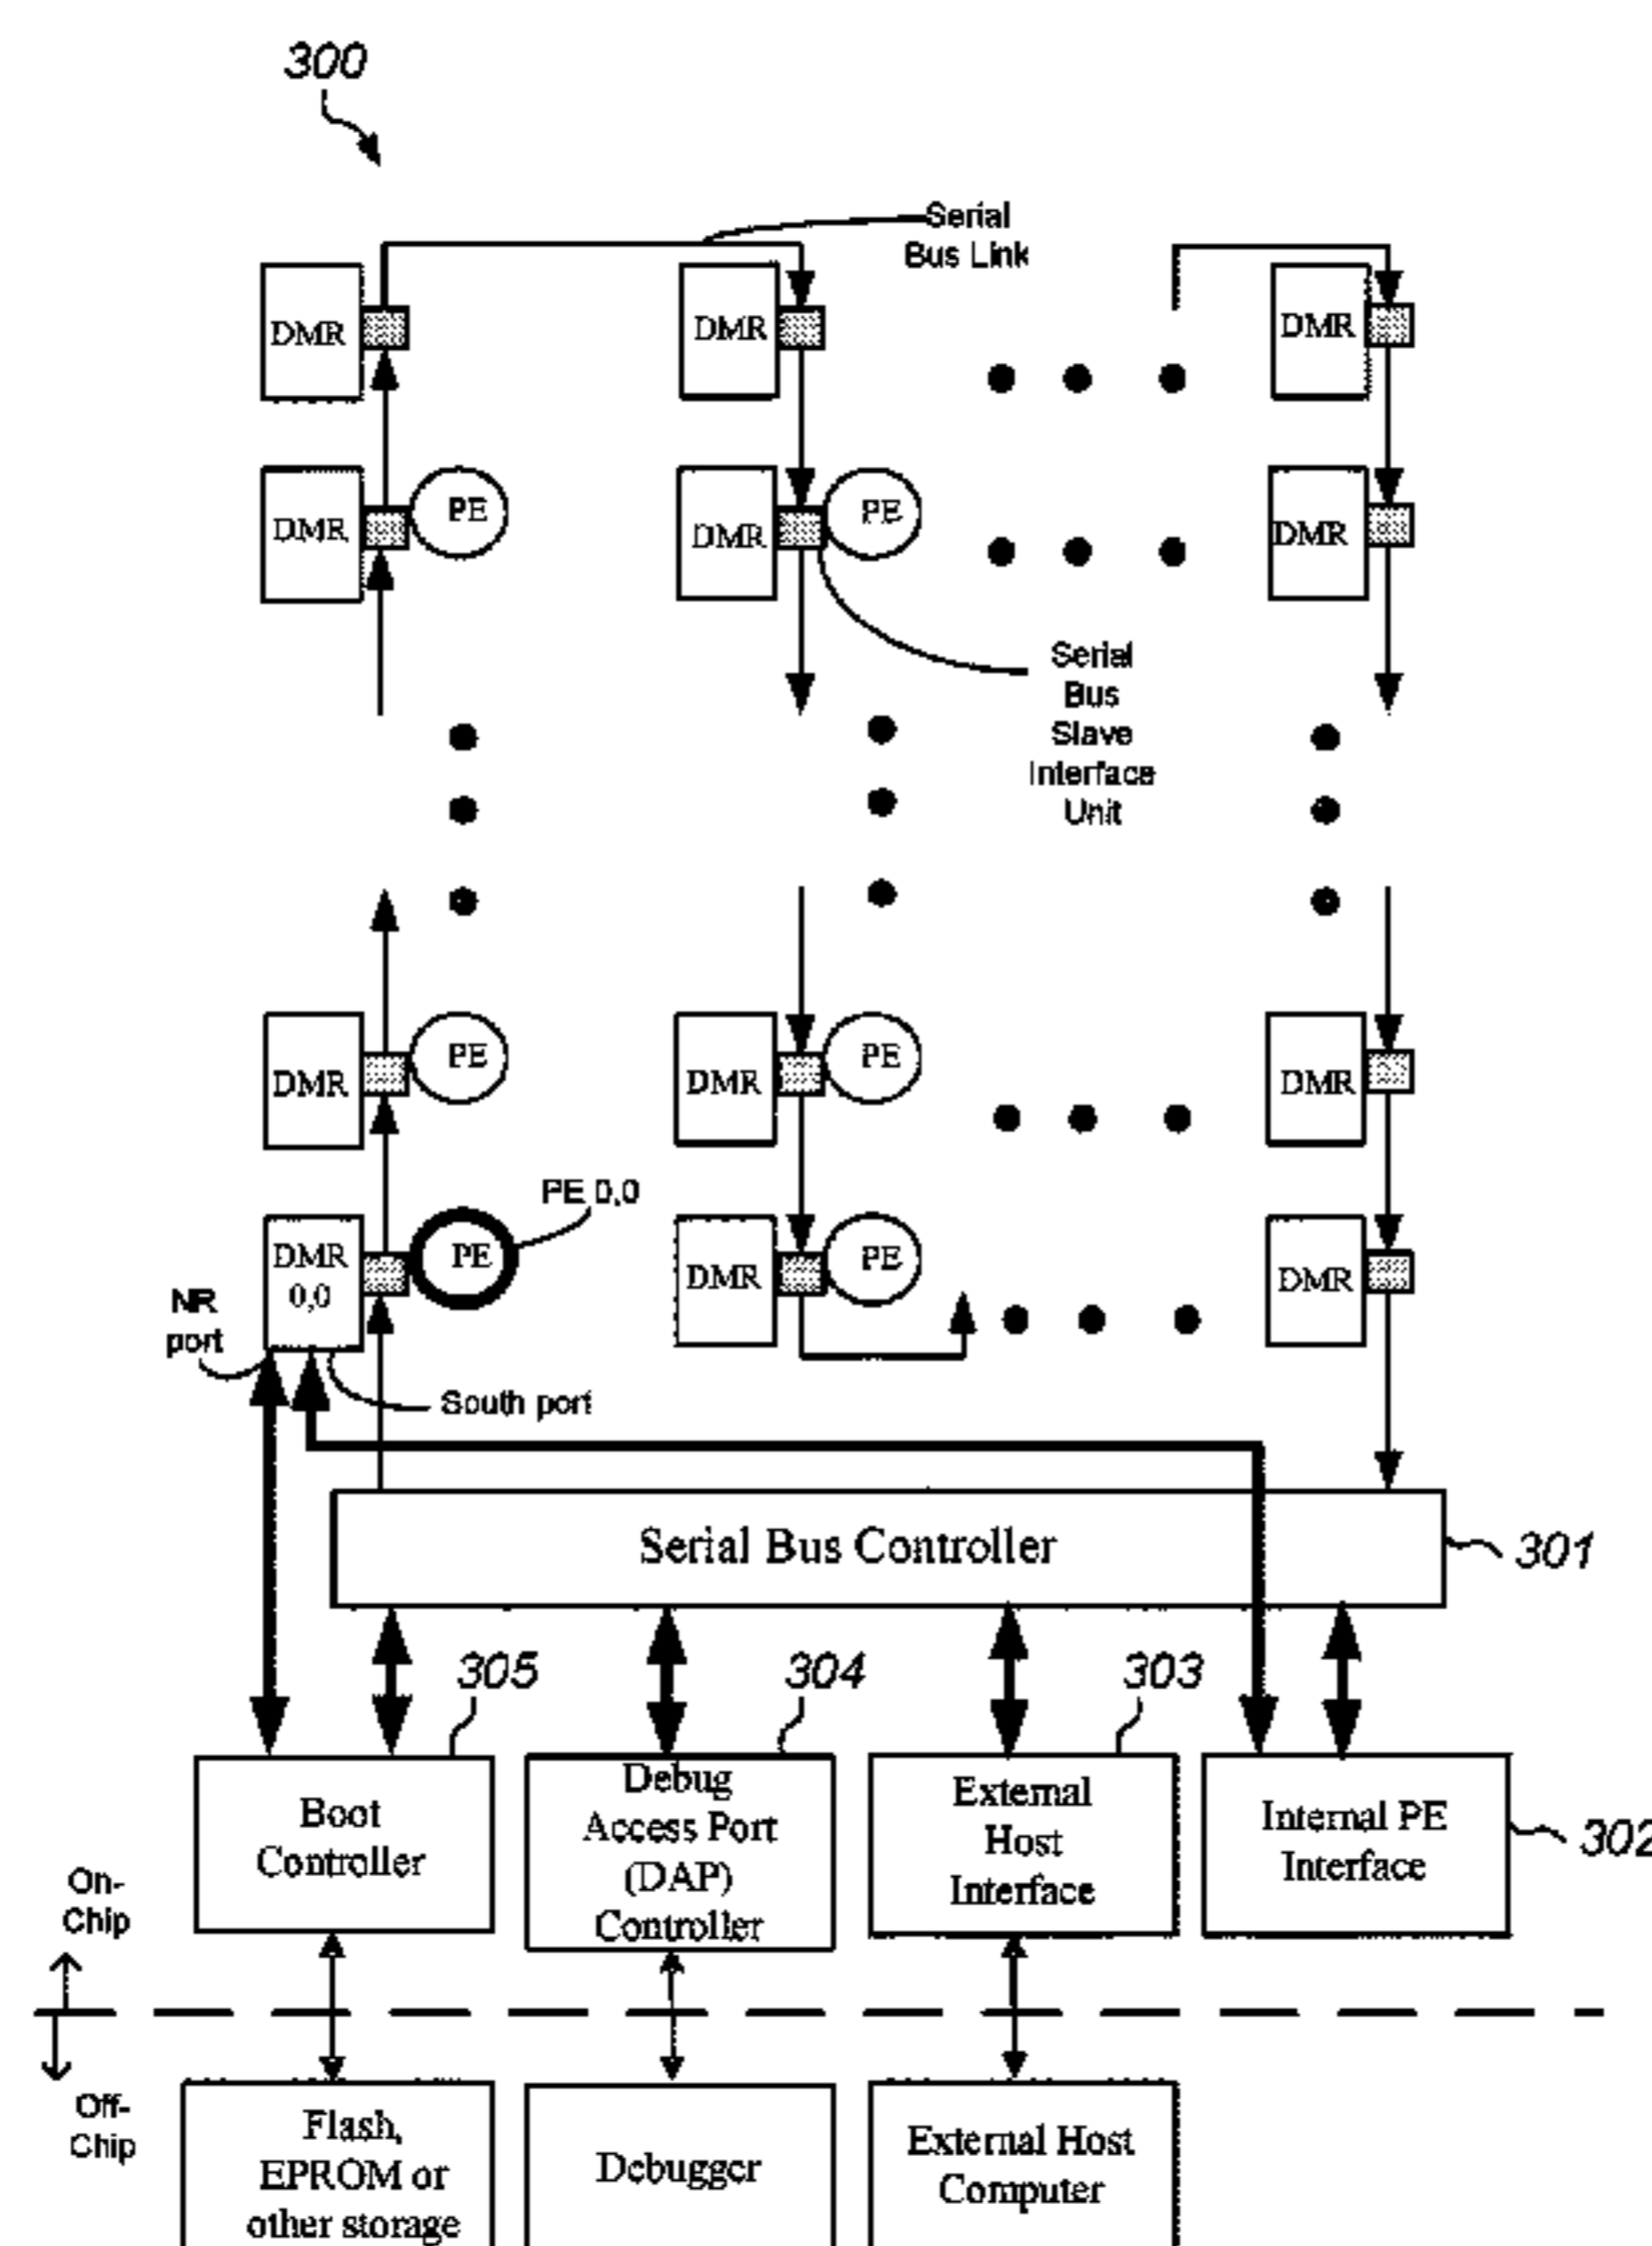 300
Serial
Bus Link
DMR
DMR
DMR
DMR
PE
DMR
PE
DMR
Serial
Bus
Slave
Interface
Unit
DMR
PE
DMR
PE
DMR
PE 0,0
DMR
0,0
PE
DMR
PE
DMR
NR
port
South port
Serial Bus Controller
301
305
304
303
Boot
Controller
Debug
Access Port
(DAP)
Controller
External
Host
Interface
Internal PE
Interface
302
On-
Chip
Off-
Chip
Flash,
EPROM or
other storage
Debugger
External Host
Computer